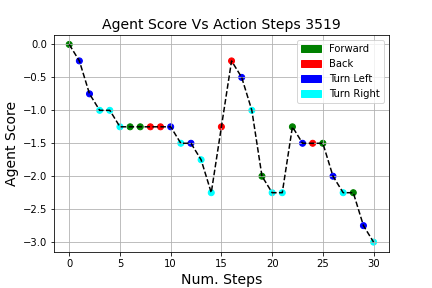 Agent Score Vs Action Steps 3519
Agent Score
0.0
−0.5
−1.0
−1.5
−2.0
−2.5
−3.0
Forward
Back
Turn Left
Turn Right
0 5 10 15 20 25 30
Num. Steps